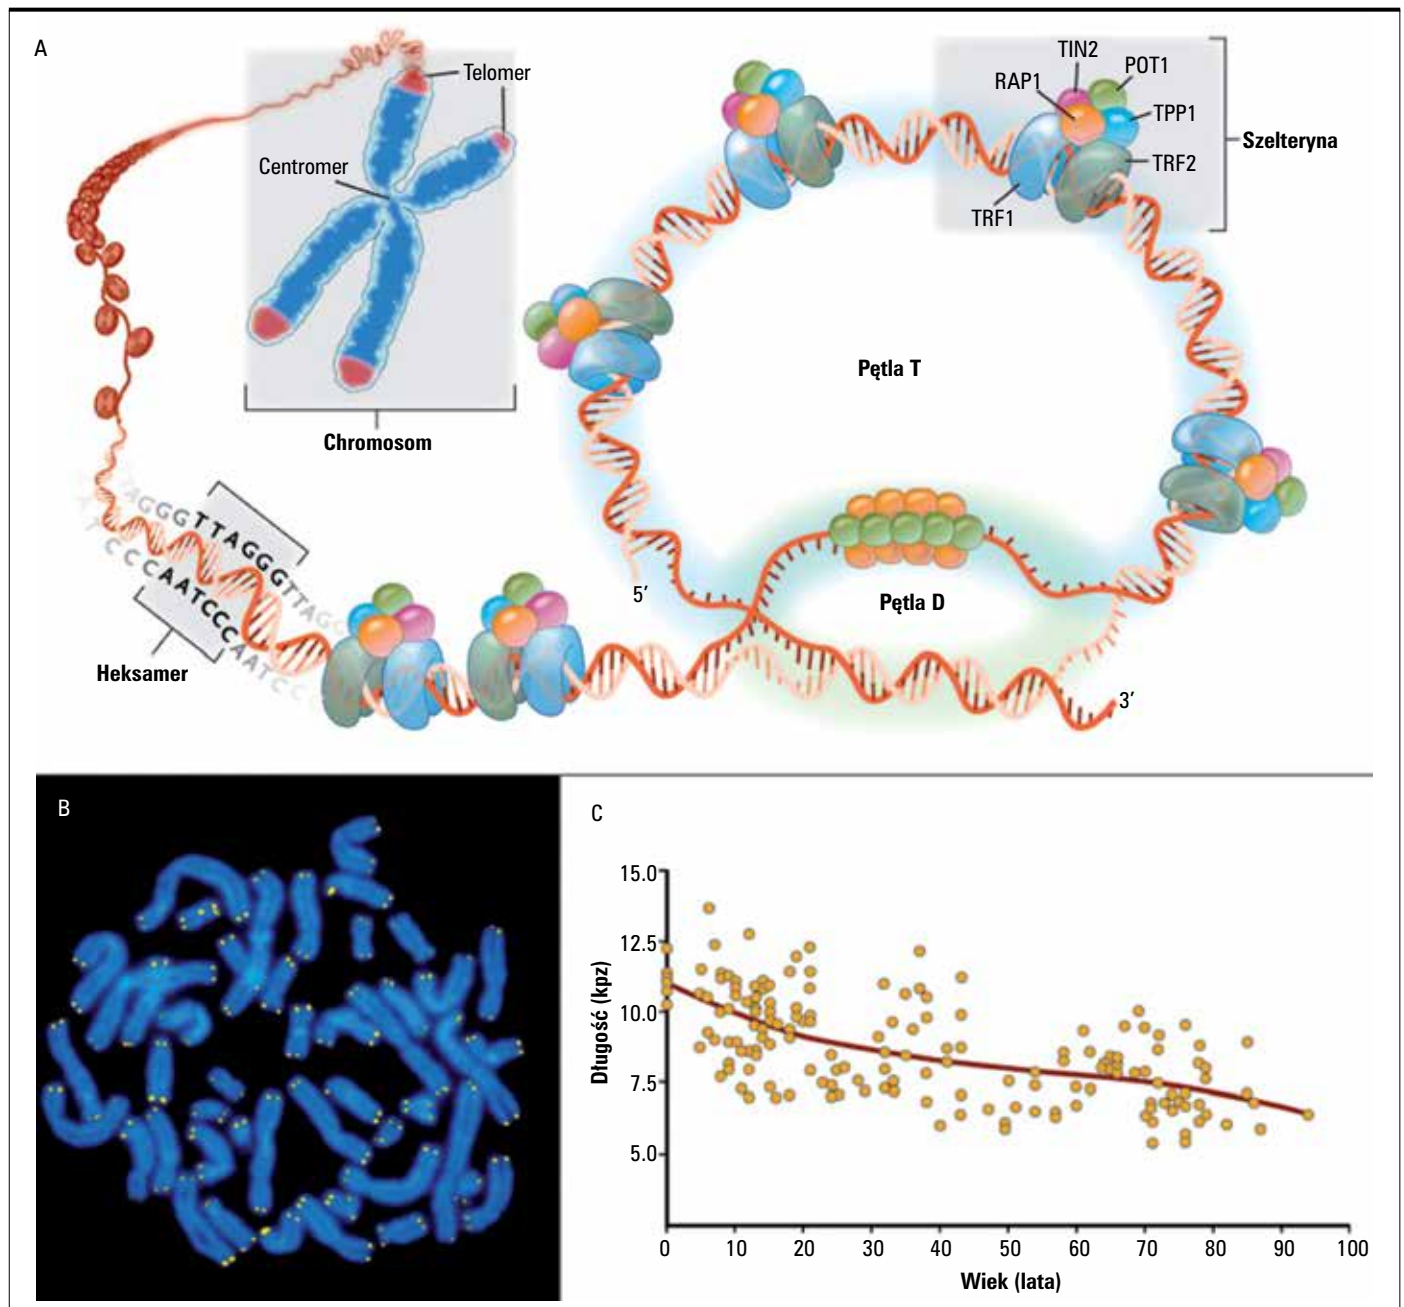 A
Telomer
Centromer
Chromosom
TIN2
POT1
RAP1
TPP1
Szelteryna
TRF2
TRF1
Pętla T
Pętla D
5′
3′
AGGGTTAGGGTTAG
ATCCCAATCCCAATCCC
Heksamer
B
C
15.0
12.5
10.0
7.5
5.0
Długość (kpz)
0 10 20 30 40 50 60 70 80 90 100
Wiek (lata)